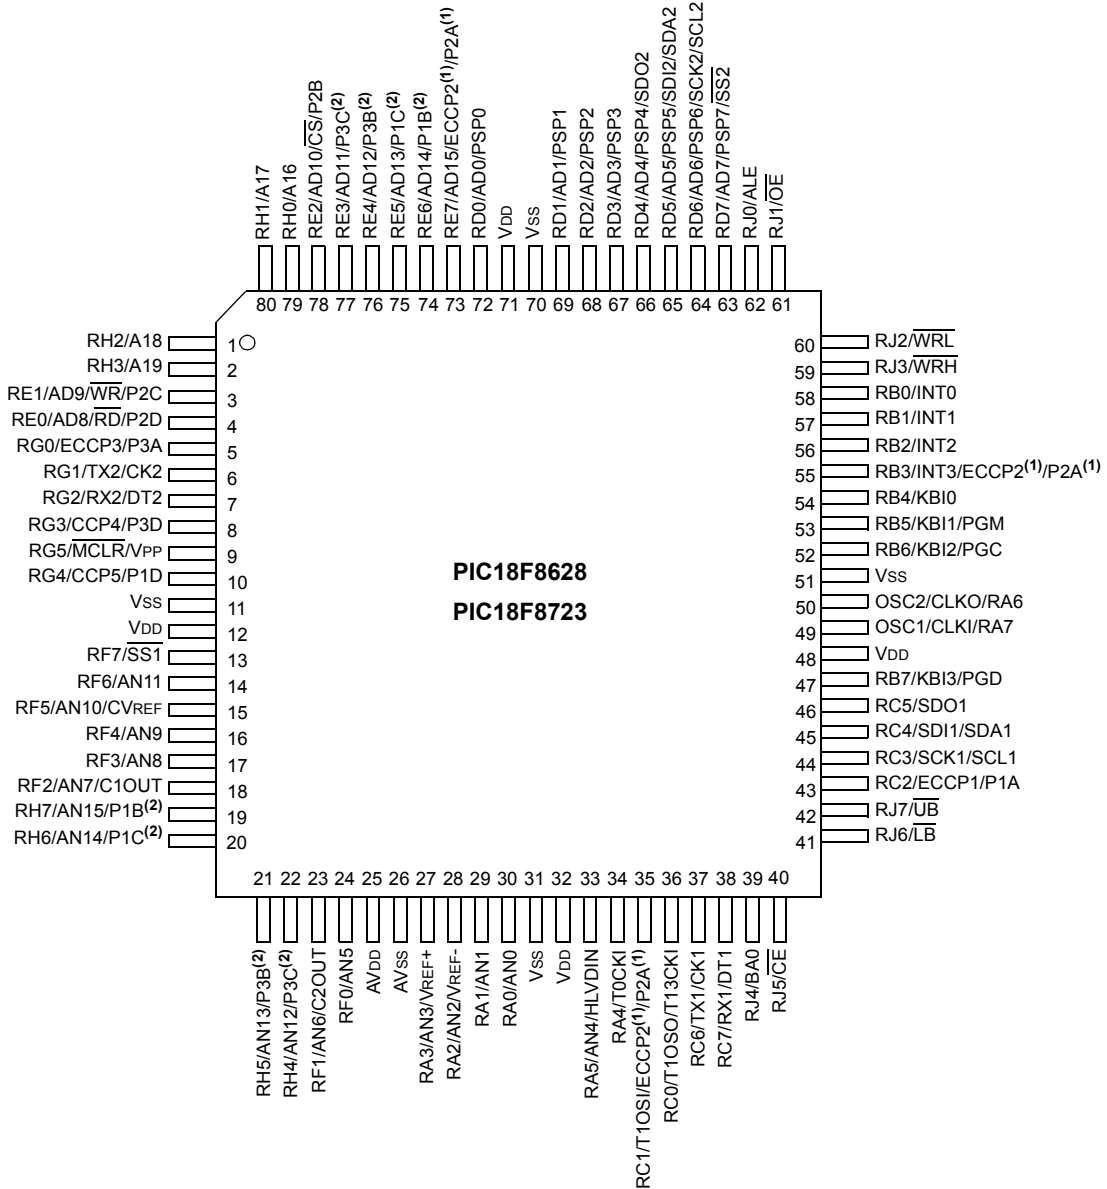 RH1/A17
RH0/A16
RE2/AD10/C̅S̅/P2B
RE3/AD11/P3C(2)
RE4/AD12/P3B(2)
RE5/AD13/P1C(2)
RE6/AD14/P1B(2)
RE7/AD15/ECCP2(1)/P2A(1)
RD0/AD0/PSP0
VDD
VSS
RD1/AD1/PSP1
RD2/AD2/PSP2
RD3/AD3/PSP3
RD4/AD4/PSP4/SDO2
RD5/AD5/PSP5/SDI2/SDA2
RD6/AD6/PSP6/SCK2/SCL2
RD7/AD7/PSP7/S̅S̅2̅
RJ0/ALE
RJ1/O̅E̅
80 79 78 77 76 75 74 73 72 71 70 69 68 67 66 65 64 63 62 61
RH2/A18 1
RH3/A19 2
RE1/AD9/W̅R̅/P2C 3
RE0/AD8/R̅D̅/P2D 4
RG0/ECCP3/P3A 5
RG1/TX2/CK2 6
RG2/RX2/DT2 7
RG3/CCP4/P3D 8
RG5/M̅C̅L̅R̅/VPP 9
RG4/CCP5/P1D 10
VSS 11
VDD 12
RF7/S̅S̅1̅ 13
RF6/AN11 14
RF5/AN10/CVREF 15
RF4/AN9 16
RF3/AN8 17
RF2/AN7/C1OUT 18
RH7/AN15/P1B(2) 19
RH6/AN14/P1C(2) 20
PIC18F8628
PIC18F8723
60 RJ2/W̅R̅L̅
59 RJ3/W̅R̅H̅
58 RB0/INT0
57 RB1/INT1
56 RB2/INT2
55 RB3/INT3/ECCP2(1)/P2A(1)
54 RB4/KBI0
53 RB5/KBI1/PGM
52 RB6/KBI2/PGC
51 VSS
50 OSC2/CLKO/RA6
49 OSC1/CLKI/RA7
48 VDD
47 RB7/KBI3/PGD
46 RC5/SDO1
45 RC4/SDI1/SDA1
44 RC3/SCK1/SCL1
43 RC2/ECCP1/P1A
42 RJ7/U̅B̅
41 RJ6/L̅B̅
21 22 23 24 25 26 27 28 29 30 31 32 33 34 35 36 37 38 39 40
RH5/AN13/P3B(2)
RH4/AN12/P3C(2)
RF1/AN6/C2OUT
RF0/AN5
AVDD
AVSS
RA3/AN3/VREF+
RA2/AN2/VREF-
RA1/AN1
RA0/AN0
VSS
VDD
RA5/AN4/HLVDIN
RA4/T0CKI
RC1/T1OSI/ECCP2(1)/P2A(1)
RC0/T1OSO/T13CKI
RC6/TX1/CK1
RC7/RX1/DT1
RJ4/BA0
RJ5/C̅E̅